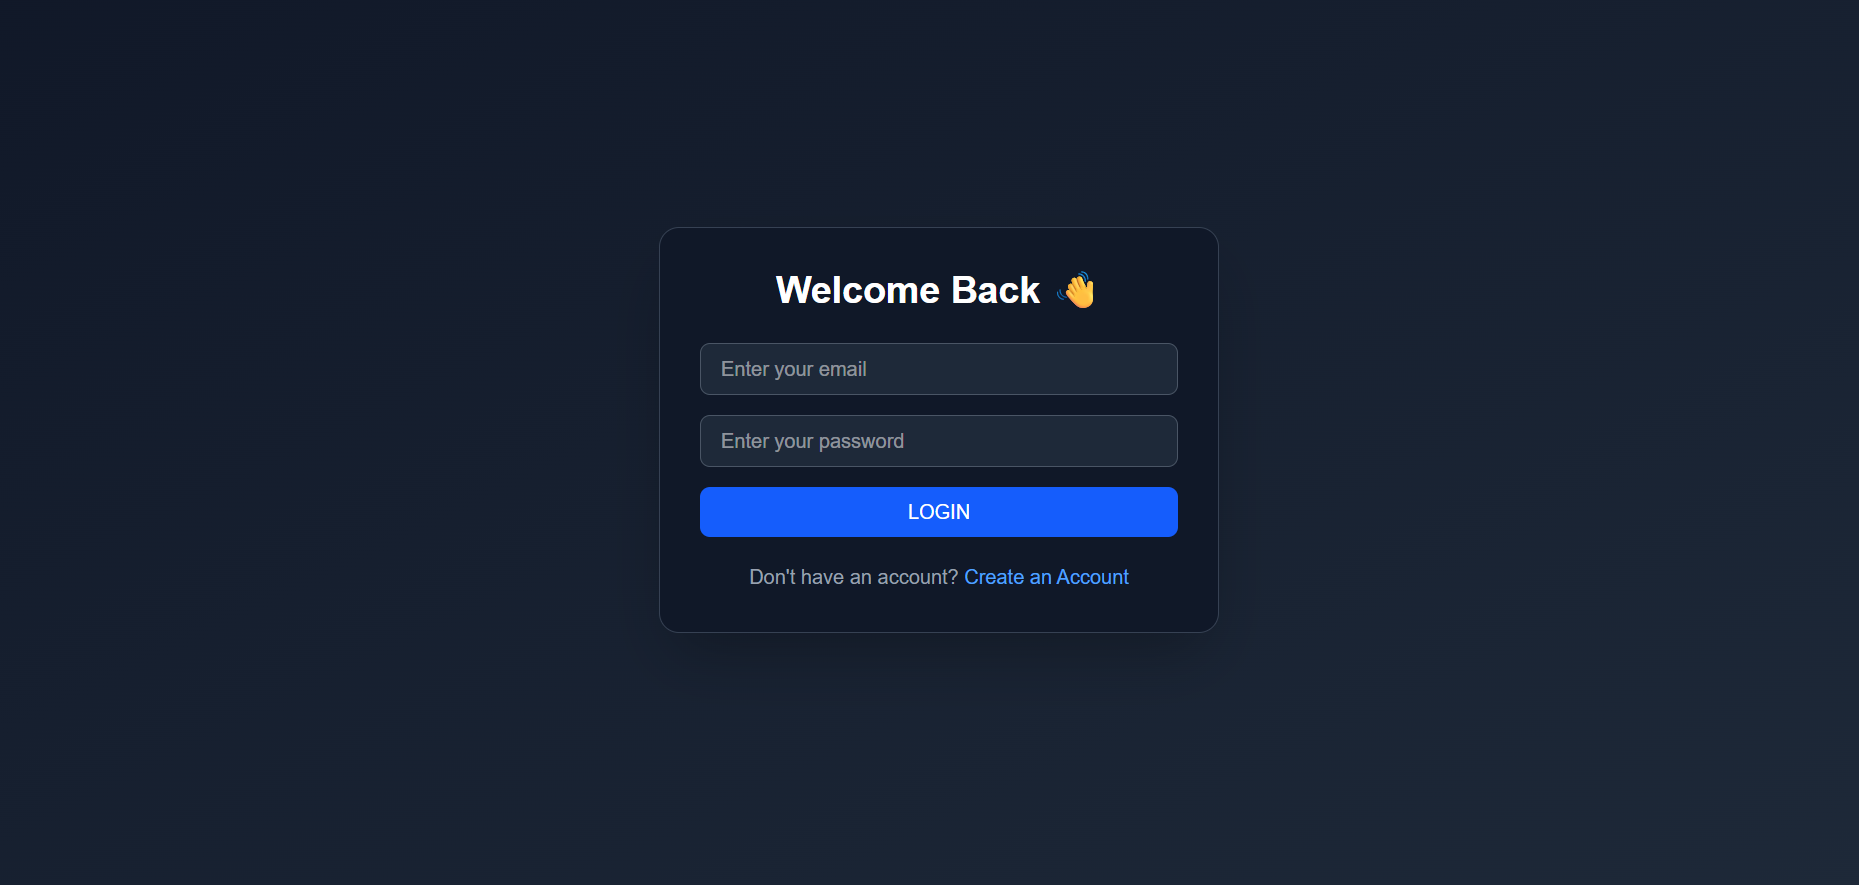 Welcome Back 👋
Enter your email
Enter your password
LOGIN
Don't have an account? Create an Account